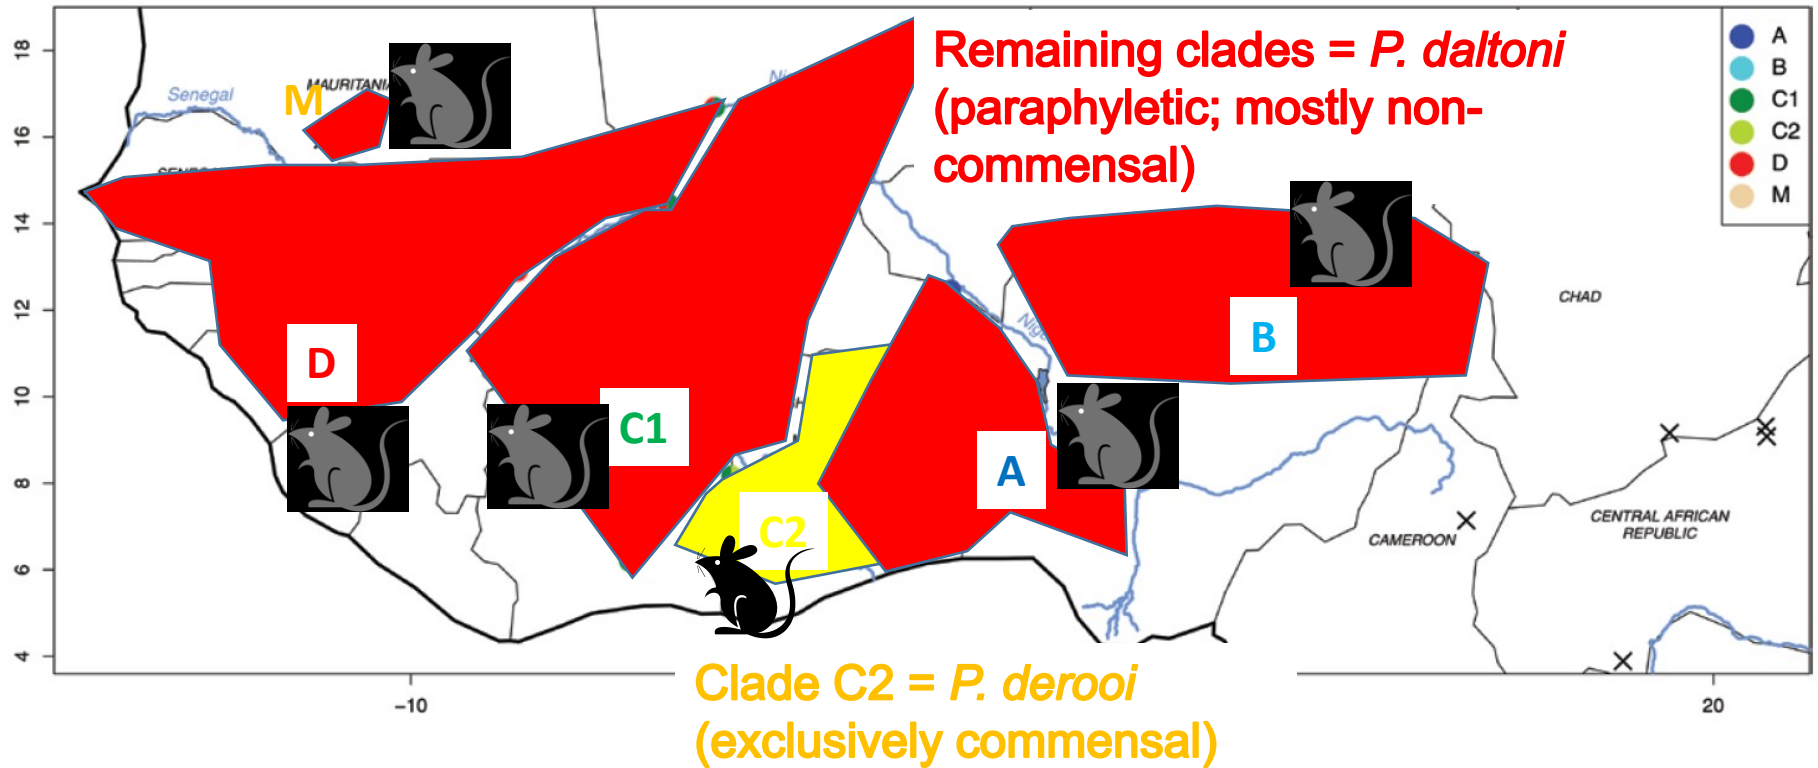 Remaining clades = P. daltoni
(paraphyletic; mostly non-
commensal)
A
B
C1
C2
D
M
18
16
14
12
10
8
6
4
Senegal
M
D
C1
C2
A
B
CHAD
CAMEROON
CENTRAL AFRICAN
REPUBLIC
-10
20
Clade C2 = P. derooi
(exclusively commensal)